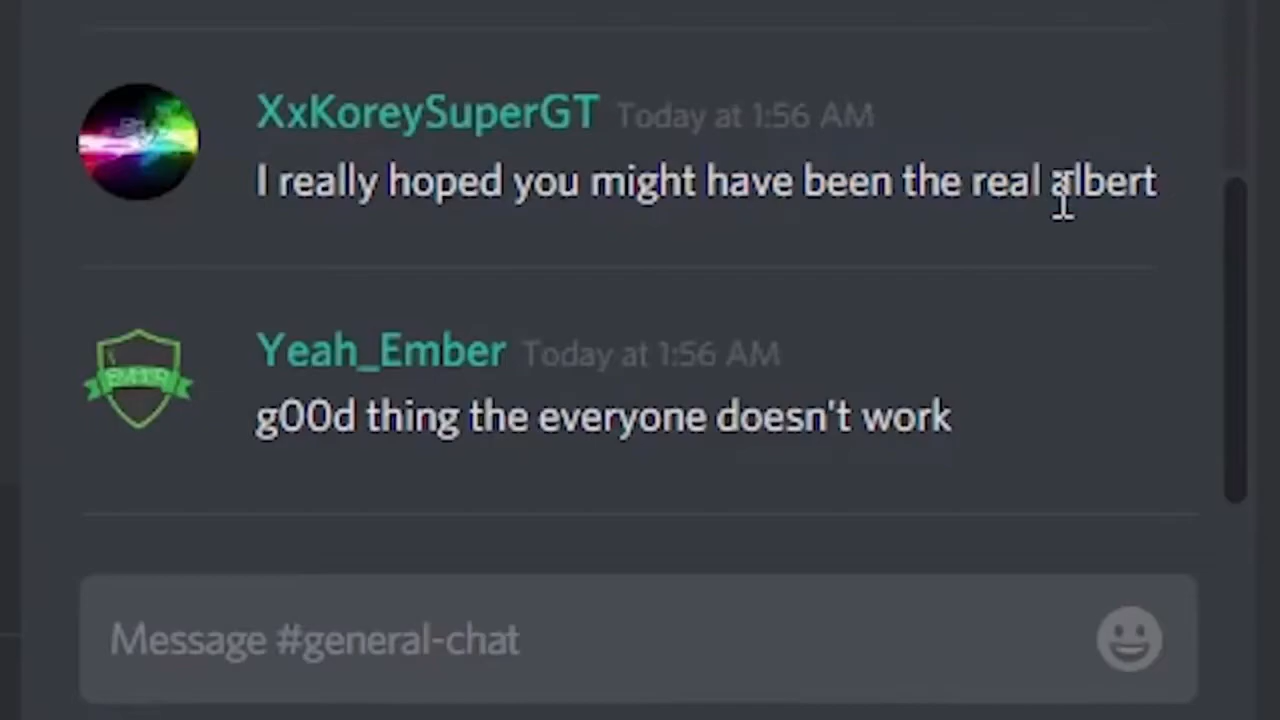 XxKoreySuperGT Today at 1:56 AM
I really hoped you might have been the real albert
Yeah_Ember Today at 1:56 AM
g00d thing the everyone doesn't work
Message #general-chat